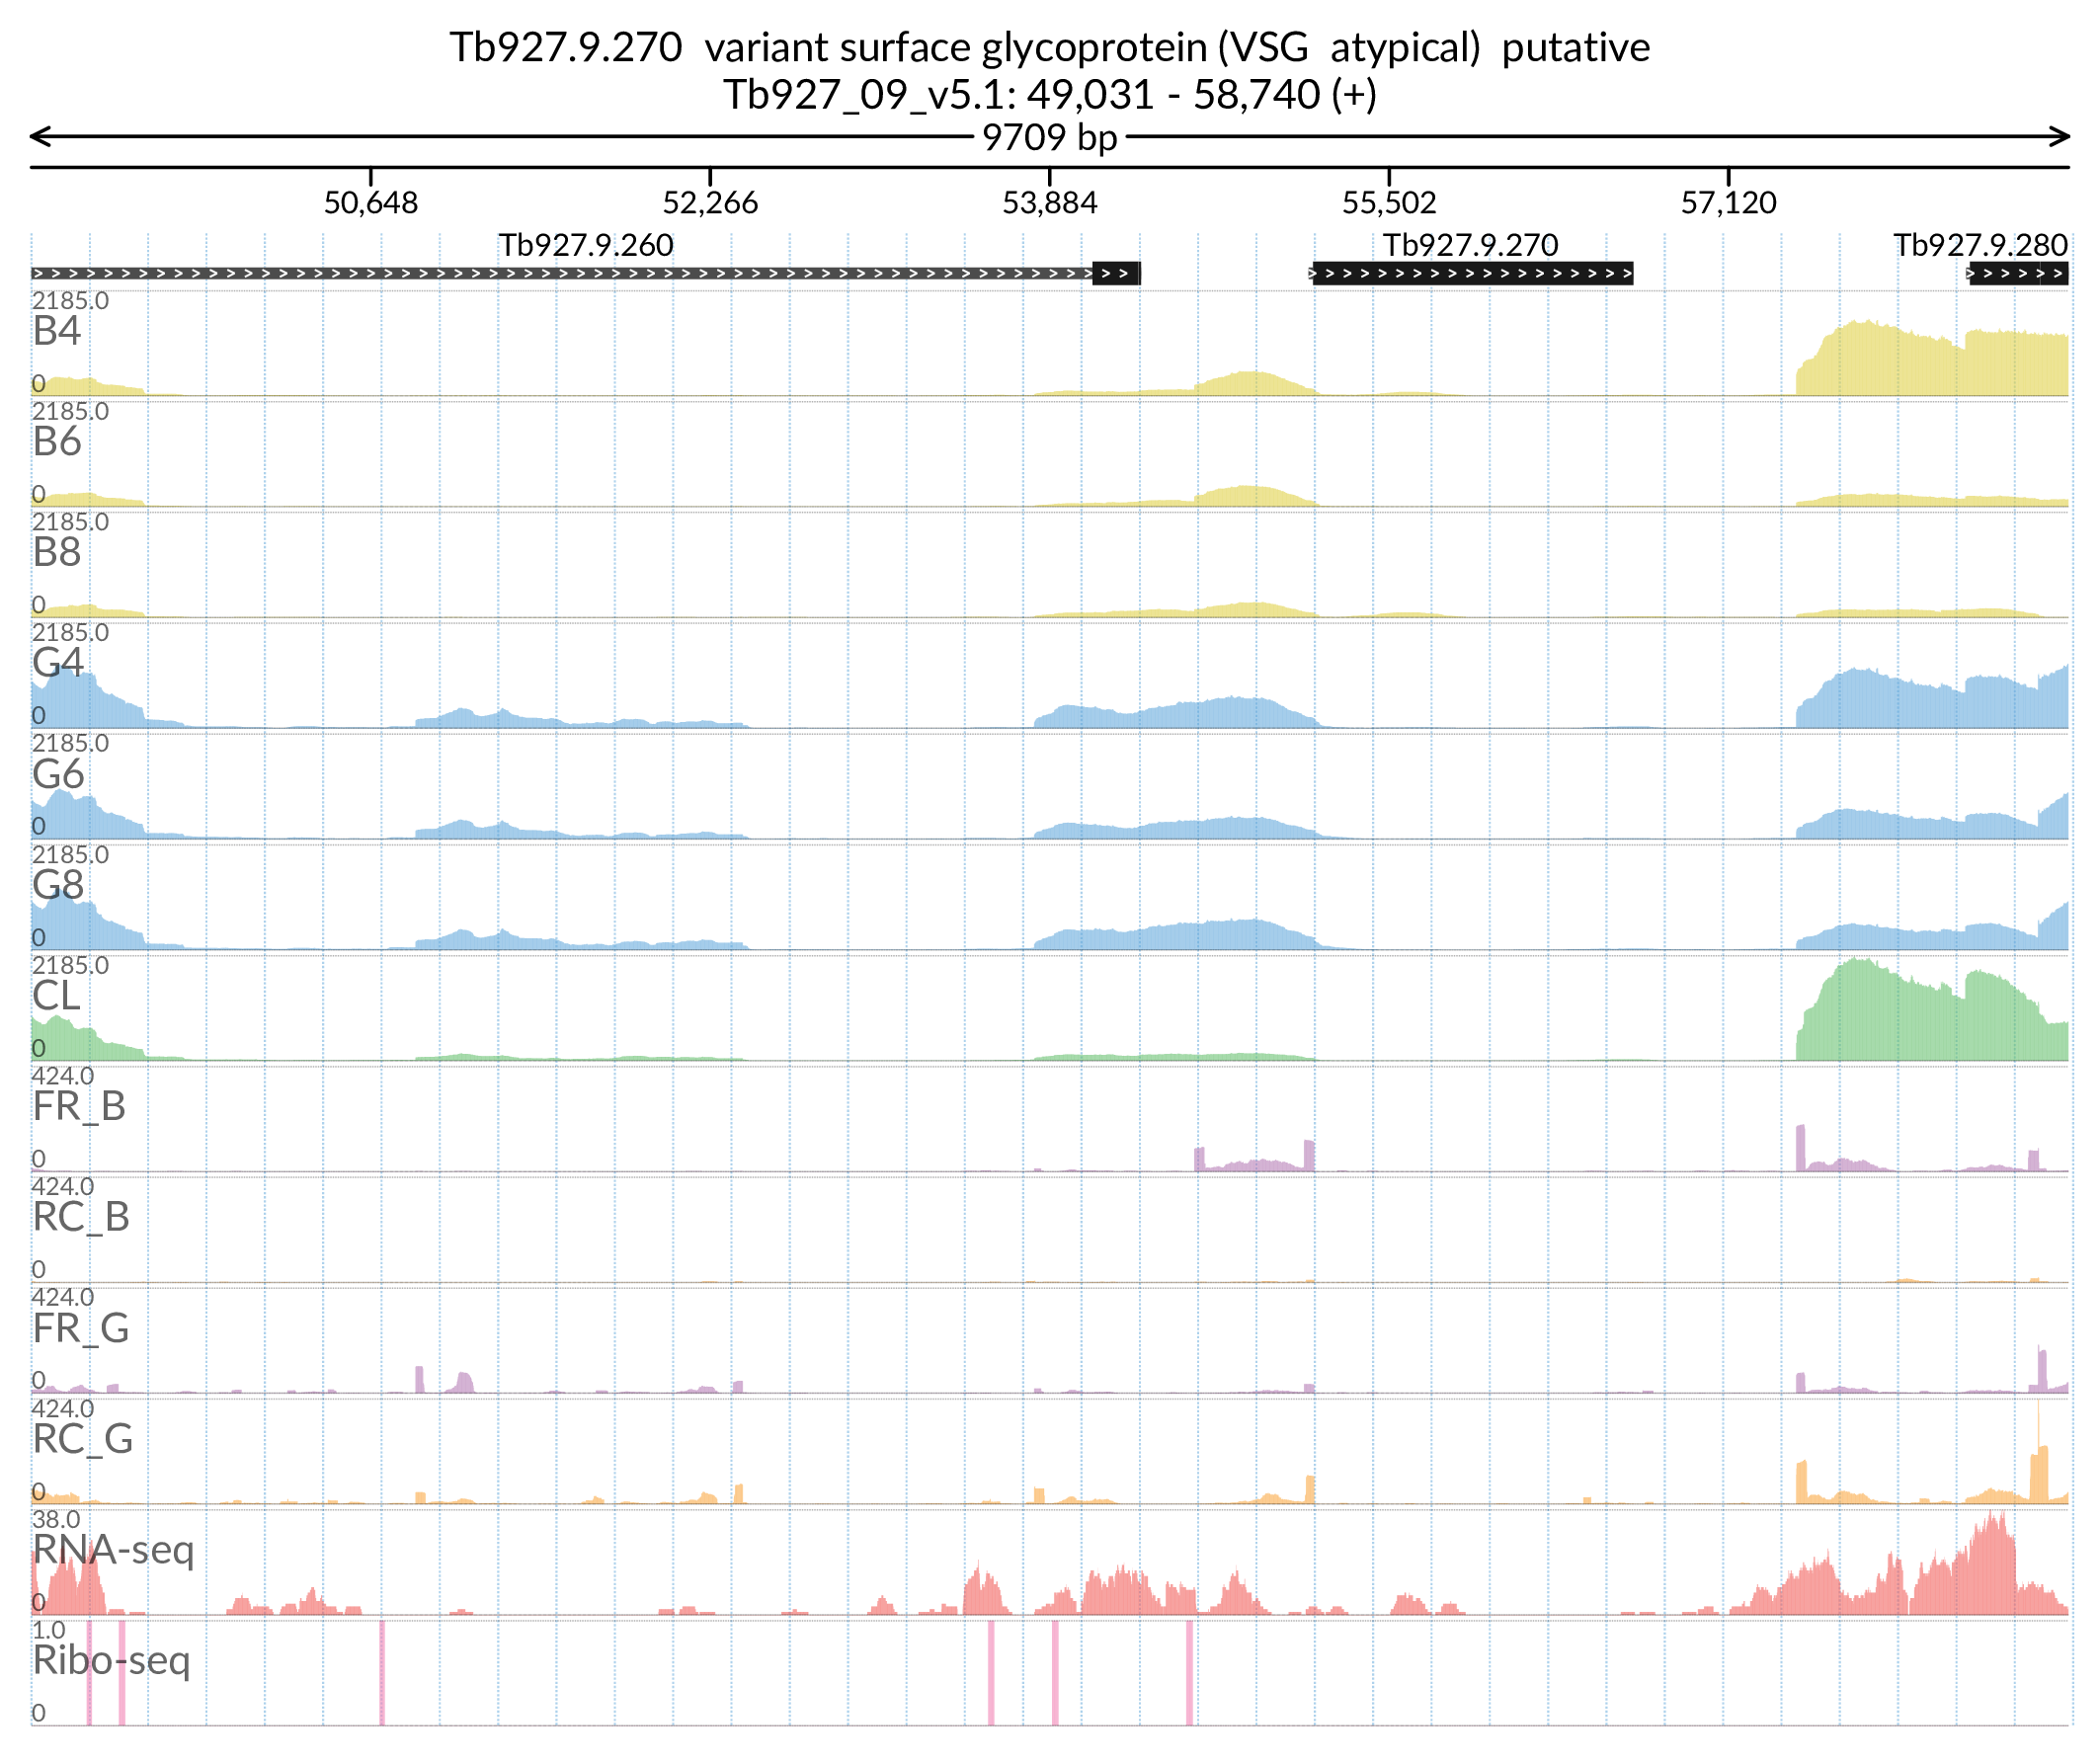 Tb927.9.270 variant surface glycoprotein (VSG atypical) putative
Tb927_09_v5.1: 49,031 - 58,740 (+)
9709 bp
50,648 52,266 53,884 55,502 57,120
Tb927.9.260 Tb927.9.270 Tb927.9.280
2185.0
B4
0
2185.0
B6
0
2185.0
B8
0
2185.0
G4
0
2185.0
G6
0
2185.0
G8
0
2185.0
CL
0
424.0
FR_B
0
424.0
RC_B
0
424.0
FR_G
0
424.0
RC_G
0
38.0
RNA-seq
0
1.0
Ribo-seq
0